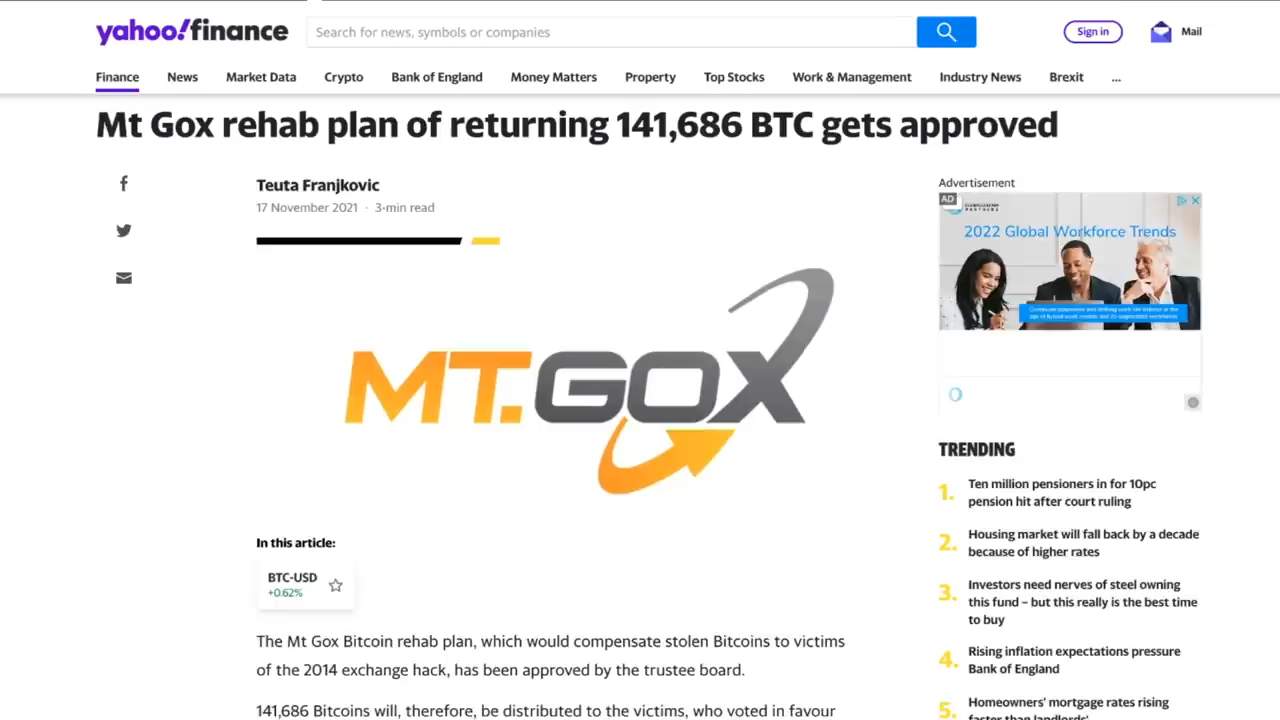 yahoo!finance
Search for news, symbols or companies
Sign in
Mail
Finance News Market Data Crypto Bank of England Money Matters Property Top Stocks Work & Management Industry News Brexit ...
Mt Gox rehab plan of returning 141,686 BTC gets approved
Teuta Franjkovic
17 November 2021 · 3-min read
Advertisement
AD
PARTNERS
2022 Global Workforce Trends
MT.GOX
In this article:
BTC-USD
+0.62%
The Mt Gox Bitcoin rehab plan, which would compensate stolen Bitcoins to victims
of the 2014 exchange hack, has been approved by the trustee board.
141,686 Bitcoins will, therefore, be distributed to the victims, who voted in favour
TRENDING
1. Ten million pensioners in for 10pc
pension hit after court ruling
2. Housing market will fall back by a decade
because of higher rates
3. Investors need nerves of steel owning
this fund – but this really is the best time
to buy
4. Rising inflation expectations pressure
Bank of England
5. Homeowners' mortgage rates rising
faster than landlords'